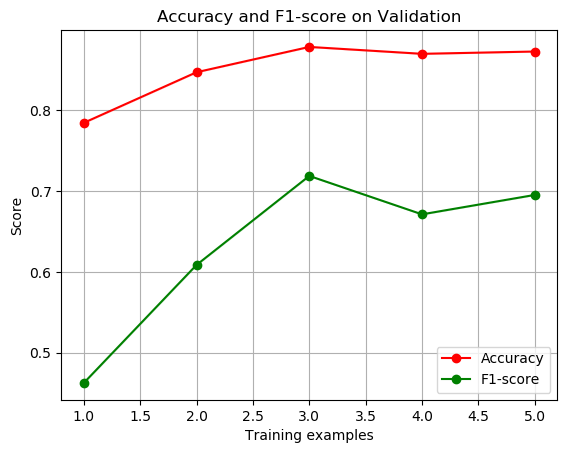 Accuracy and F1-score on Validation
Score
0.8
0.7
0.6
0.5
Accuracy
F1-score
1.0 1.5 2.0 2.5 3.0 3.5 4.0 4.5 5.0
Training examples